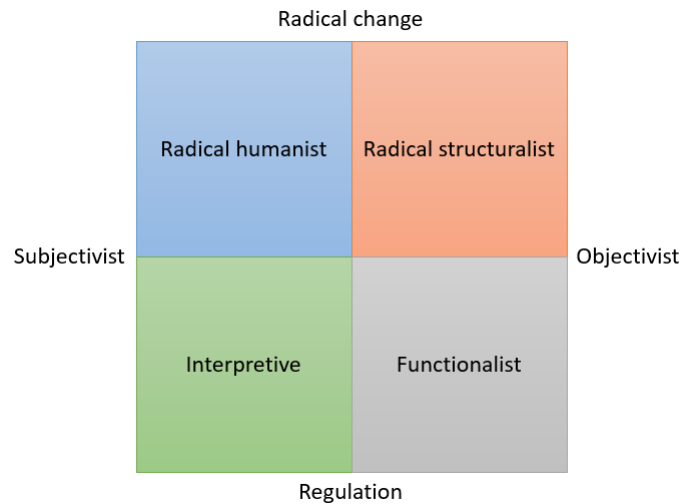 Radical change
Radical humanist
Radical structuralist
Subjectivist
Objectivist
Interpretive
Functionalist
Regulation